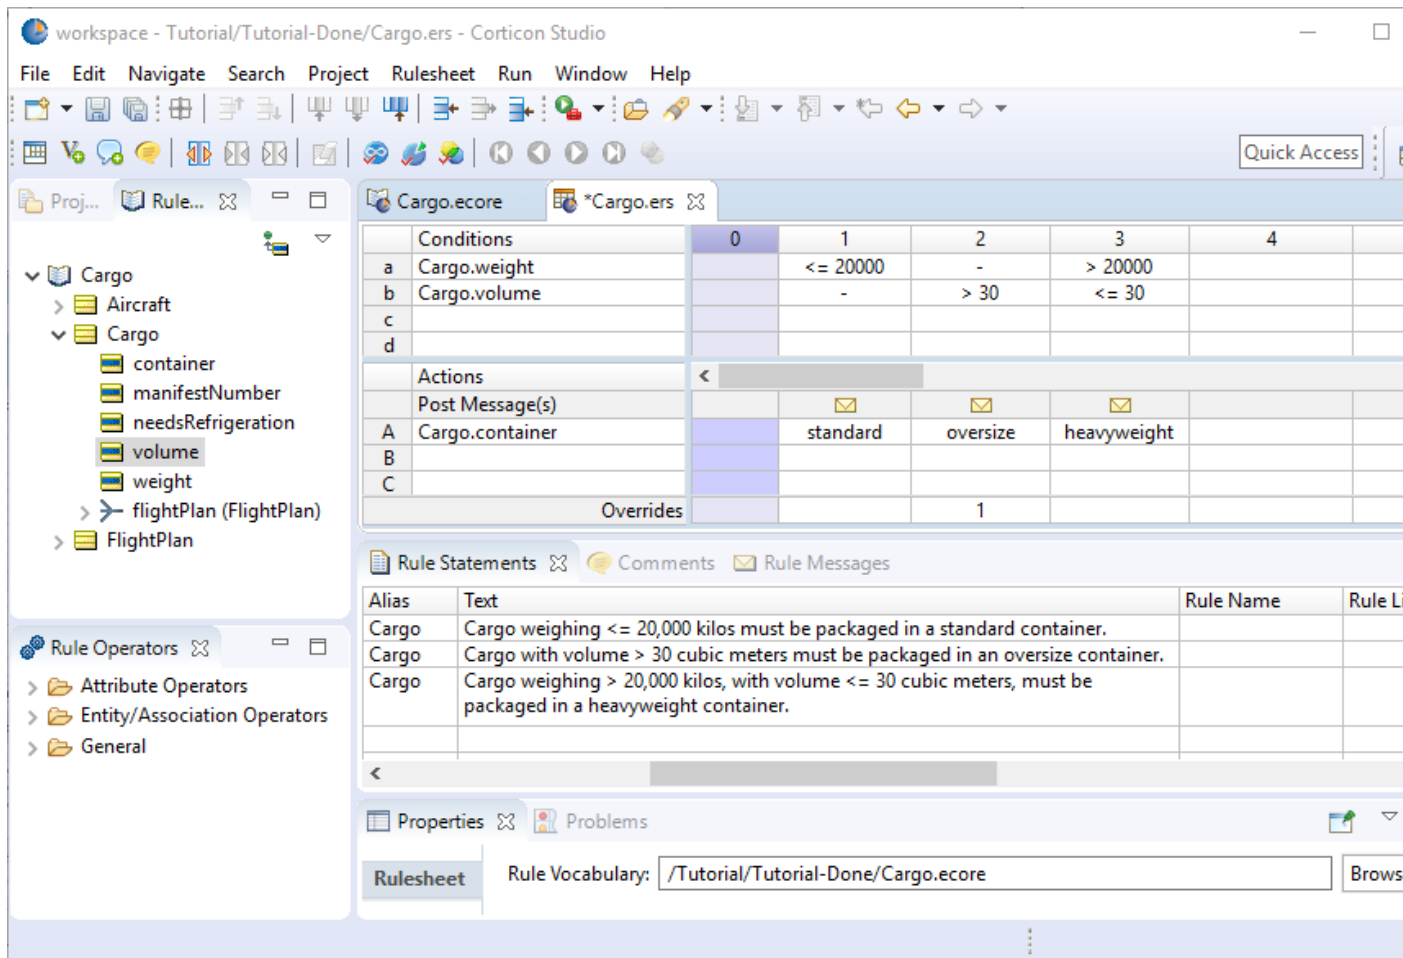 workspace - Tutorial/Tutorial-Done/Cargo.ers - Corticon Studio
File Edit Navigate Search Project Rulesheet Run Window Help
Quick Access
Proj... Rule...
Cargo
Aircraft
Cargo
container
manifestNumber
needsRefrigeration
volume
weight
flightPlan (FlightPlan)
FlightPlan
Rule Operators
Attribute Operators
Entity/Association Operators
General
Cargo.ecore *Cargo.ers
Conditions 0 1 2 3 4
a Cargo.weight <= 20000 - > 20000
b Cargo.volume - > 30 <= 30
c
d
Actions
Post Message(s)
A Cargo.container standard oversize heavyweight
B
C
Overrides 1
Rule Statements Comments Rule Messages
Alias Text Rule Name Rule Li
Cargo Cargo weighing <= 20,000 kilos must be packaged in a standard container.
Cargo Cargo with volume > 30 cubic meters must be packaged in an oversize container.
Cargo Cargo weighing > 20,000 kilos, with volume <= 30 cubic meters, must be
packaged in a heavyweight container.
Properties Problems
Rulesheet Rule Vocabulary: /Tutorial/Tutorial-Done/Cargo.ecore Brows